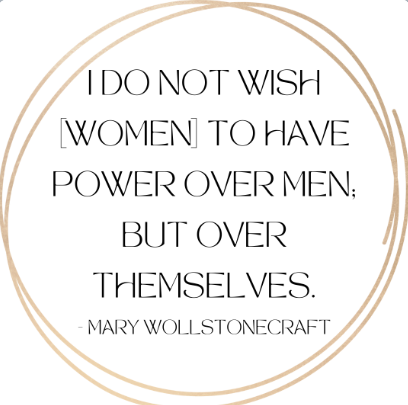 I DO NOT WISH
[WOMEN] TO HAVE
POWER OVER MEN;
BUT OVER
THEMSELVES.
- MARY WOLLSTONECRAFT